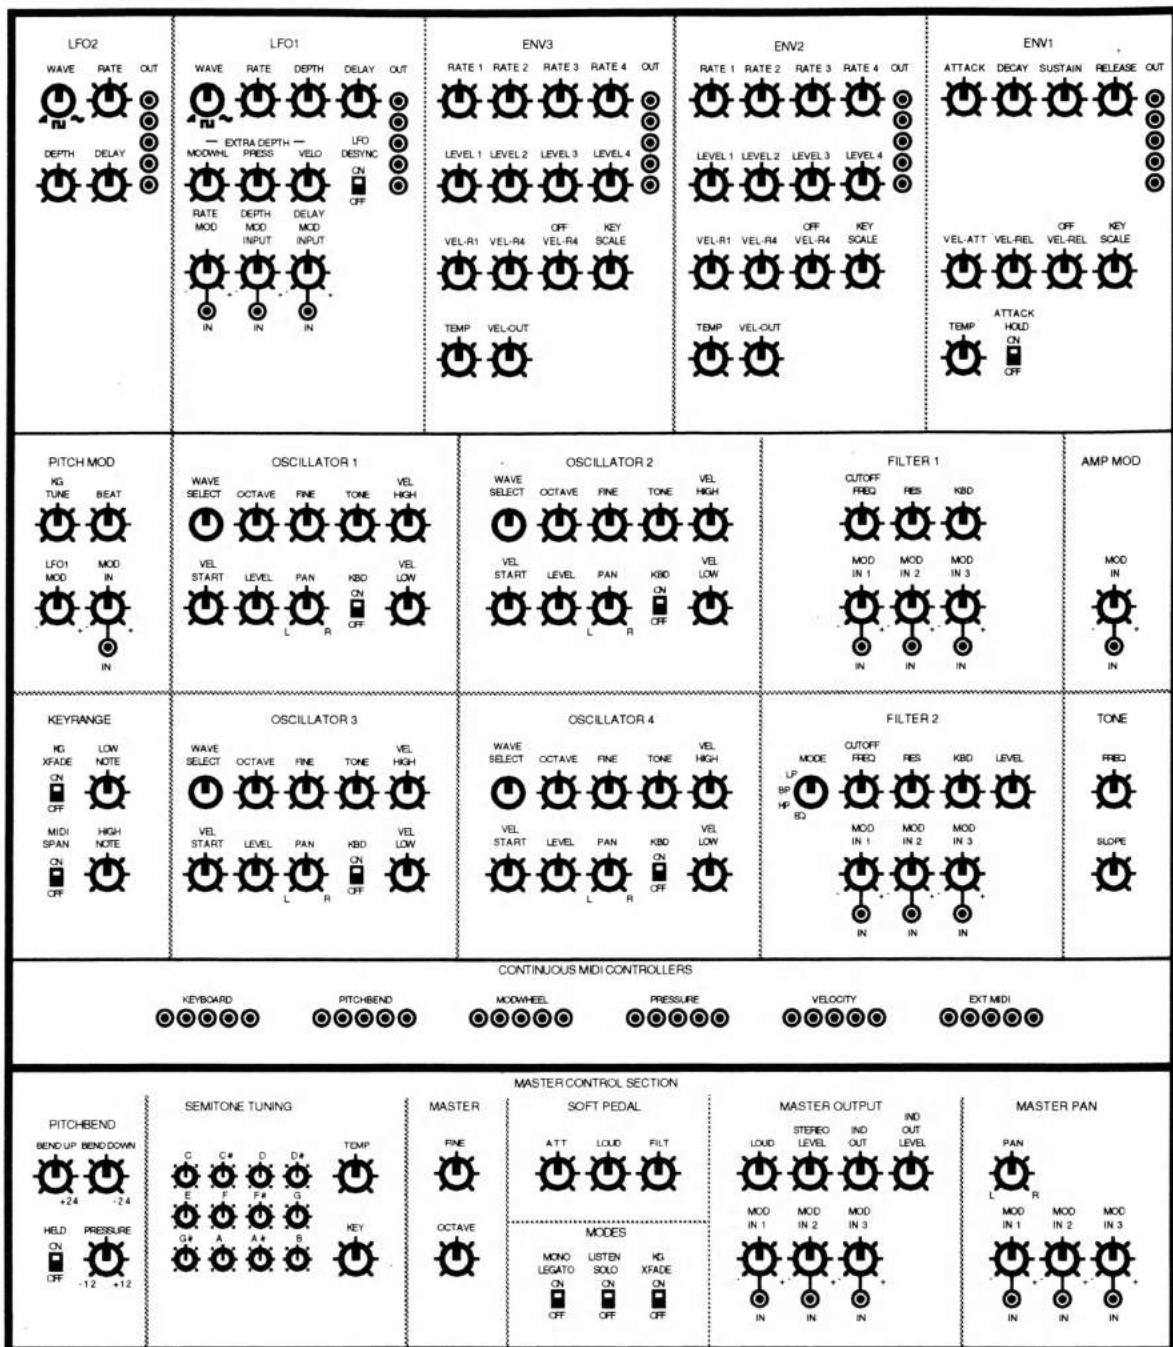 LFO2
WAVE RATE OUT
DEPTH DELAY
LFO1
WAVE RATE DEPTH DELAY OUT
EXTRA DEPTH
LFO
MODWHL PRESS VELO DESYNC
ON
OFF
RATE DEPTH DELAY
MOD MOD MOD
INPUT INPUT
- + - + - +
IN IN IN
ENV3
RATE 1 RATE 2 RATE 3 RATE 4 OUT
LEVEL 1 LEVEL 2 LEVEL 3 LEVEL 4
OFF KEY
VEL-R1 VEL-R4 VEL-R4 SCALE
TEMP VEL-OUT
ENV2
RATE 1 RATE 2 RATE 3 RATE 4 OUT
LEVEL 1 LEVEL 2 LEVEL 3 LEVEL 4
OFF KEY
VEL-R1 VEL-R4 VEL-R4 SCALE
TEMP VEL-OUT
ENV1
ATTACK DECAY SUSTAIN RELEASE OUT
OFF KEY
VEL-ATT VEL-REL VEL-REL SCALE
ATTACK
TEMP HOLD
ON
OFF
PITCH MOD
KG
TUNE BEAT
LFO1 MOD
MOD IN
- + - +
IN
OSCILLATOR 1
WAVE VEL
SELECT OCTAVE FINE TONE HIGH
VEL VEL
START LEVEL PAN KBD LOW
ON
OFF
L R
OSCILLATOR 2
WAVE VEL
SELECT OCTAVE FINE TONE HIGH
VEL VEL
START LEVEL PAN KBD LOW
ON
OFF
L R
FILTER 1
CUTOFF
FREQ RES KBD
MOD MOD MOD
IN 1 IN 2 IN 3
- + - + - +
IN IN IN
AMP MOD
MOD
IN
- +
IN
KEYRANGE
KG LOW
XFADE NOTE
ON
OFF
MIDI HIGH
SPAN NOTE
ON
OFF
OSCILLATOR 3
WAVE VEL
SELECT OCTAVE FINE TONE HIGH
VEL VEL
START LEVEL PAN KBD LOW
ON
OFF
L R
OSCILLATOR 4
WAVE VEL
SELECT OCTAVE FINE TONE HIGH
VEL VEL
START LEVEL PAN KBD LOW
ON
OFF
L R
FILTER 2
CUTOFF
MODE FREQ RES KBD LEVEL
LP
BP
HP
EQ
MOD MOD MOD
IN 1 IN 2 IN 3
- + - + - +
IN IN IN
TONE
FREQ
SLOPE
CONTINUOUS MIDI CONTROLLERS
KEYBOARD PITCHBEND MODWHEEL PRESSURE VELOCITY EXT MIDI
MASTER CONTROL SECTION
PITCHBEND
BEND UP BEND DOWN
+24 -24
HELD PRESSURE
ON
OFF
-12 +12
SEMITONE TUNING
C C# D D# TEMP
E F F# G
G# A A# B KEY
MASTER
FINE
OCTAVE
SOFT PEDAL
ATT LOUD FILT
MODES
MONO LISTEN KG
LEGATO SOLO XFADE
ON ON ON
OFF OFF OFF
MASTER OUTPUT
IND
STEREO IND OUT
LOUD LEVEL OUT LEVEL
MOD MOD MOD
IN 1 IN 2 IN 3
- + - + - +
IN IN IN
MASTER PAN
PAN
L R
MOD MOD MOD
IN 1 IN 2 IN 3
- + - + - +
IN IN IN